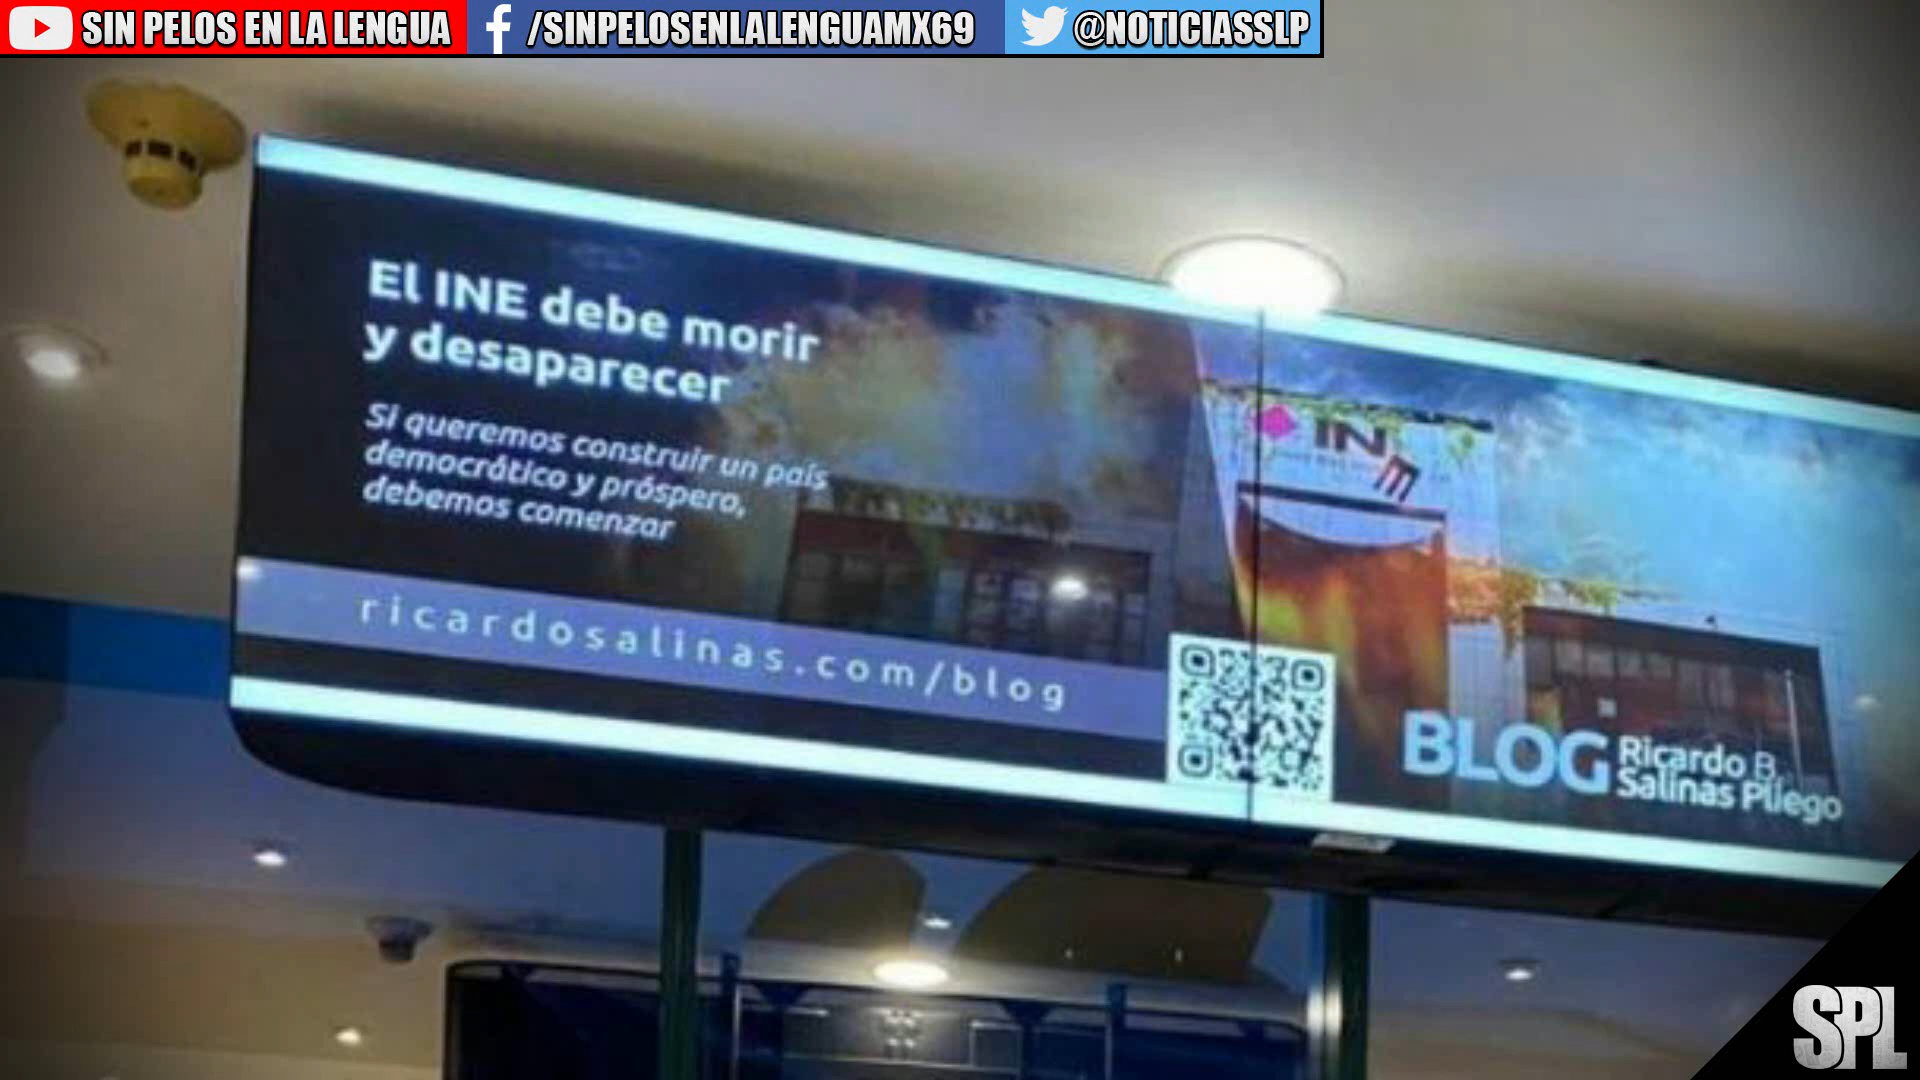 SIN PELOS EN LA LENGUA
/SINPELOSENLALENGUAMX69
@NOTICIASSLP
El INE debe morir
y desaparecer
Si queremos construir un país
democrático y próspero,
debemos comenzar
ricardosalinas.com/blog
INE
BLOG
Ricardo B.
Salinas Pliego
SPL